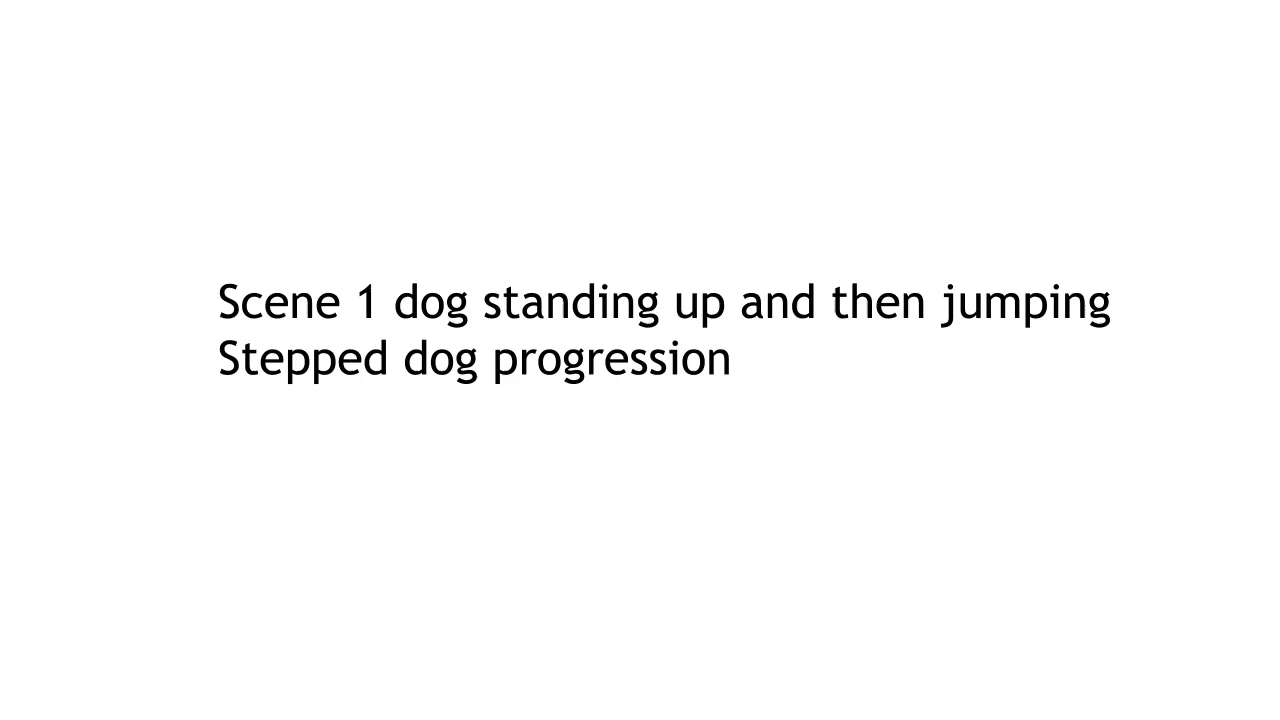 Scene 1 dog standing up and then jumping
Stepped dog progression